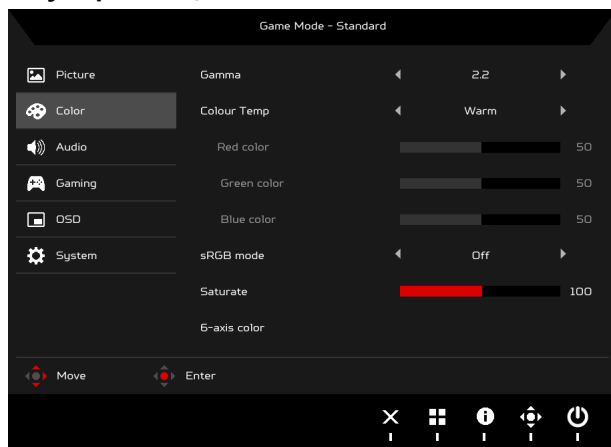 Game Mode - Standard
Picture
Gamma 2.2
Color
Colour Temp Warm
Audio
Red color 50
Gaming
Green color 50
OSD
Blue color 50
System
sRGB mode Off
Saturate 100
6-axis color
Move Enter